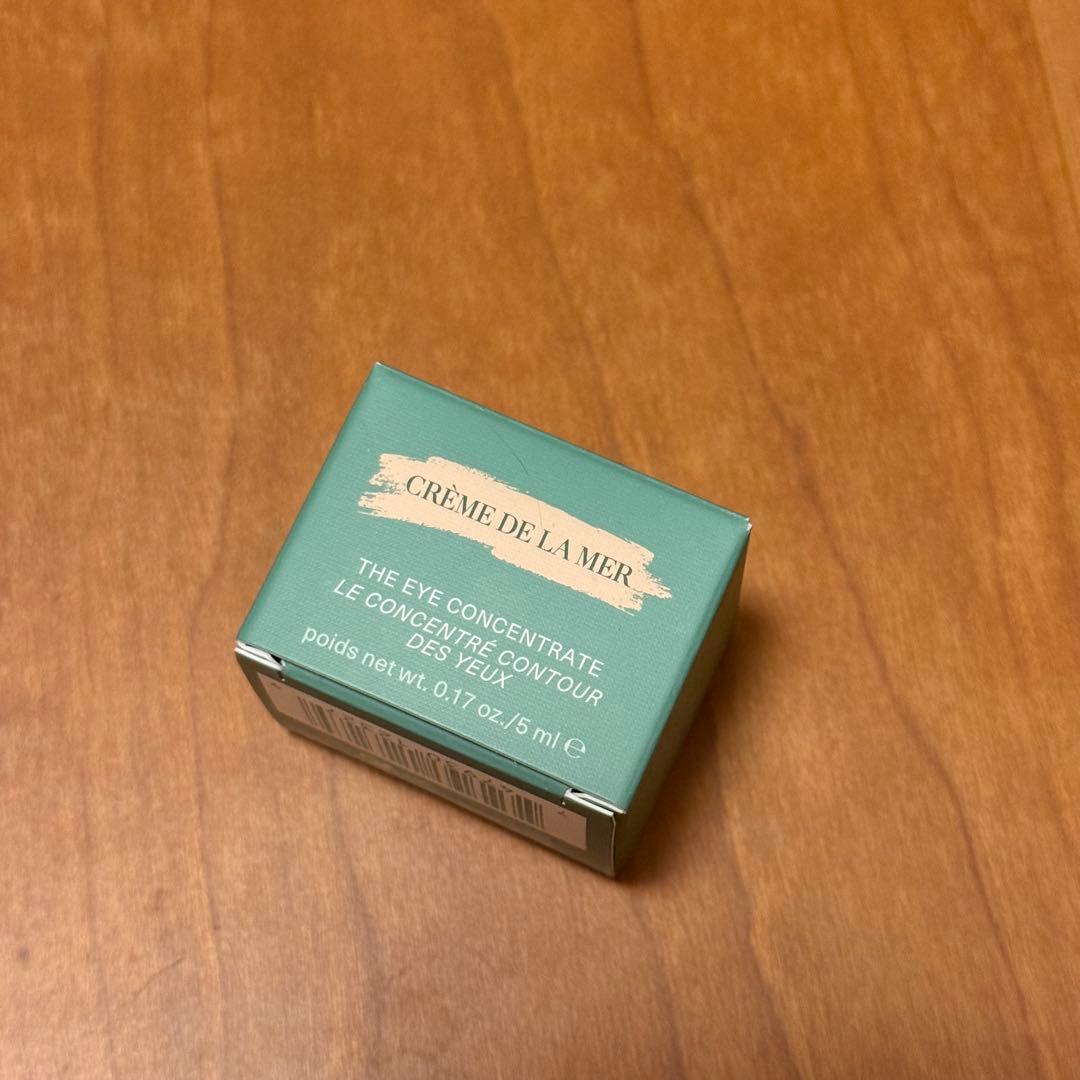 CRÈME DE LA MER
THE EYE CONCENTRATE
LE CONCENTRÉ CONTOUR
DES YEUX
poids net wt. 0.17 oz./5 ml ℮